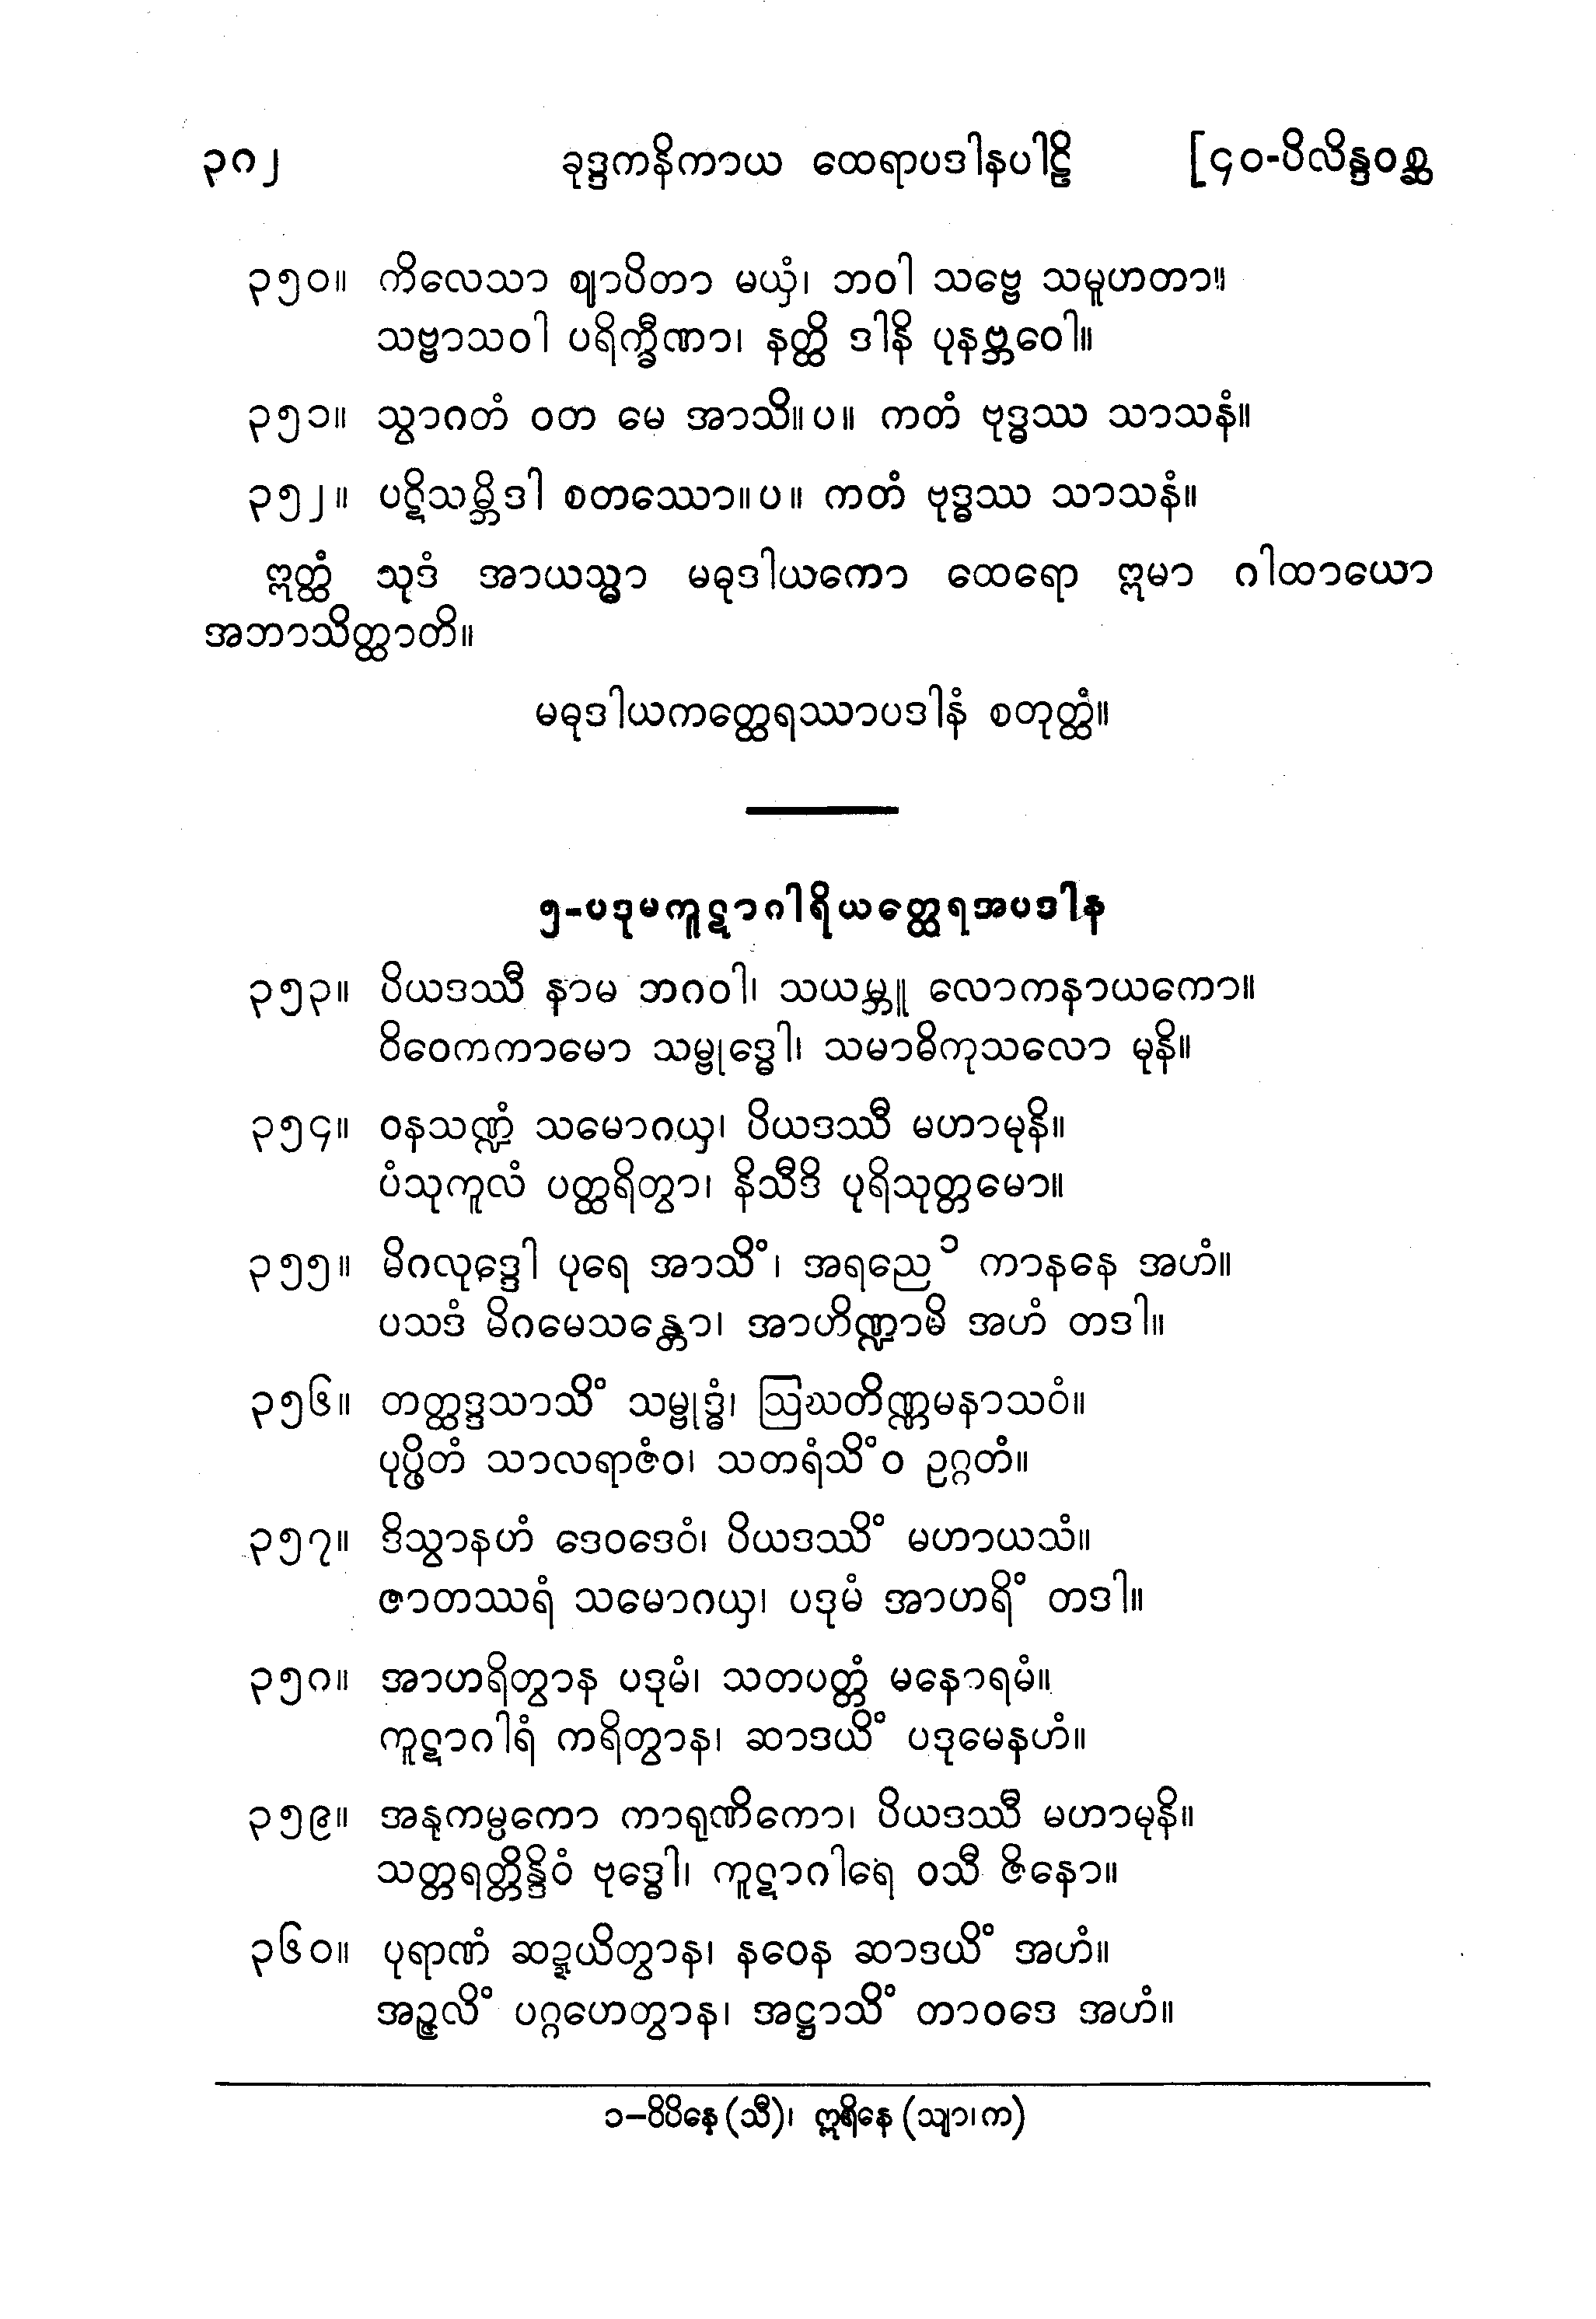 ၃၈၂ ခုဒ္ဒကနိကာယ ထေရာပဒါနပါဠိ [၄၀-ပိလိန္ဒဝစ္ဆ
၃၅၀။ ကိလေသာ ဈာပိတာ မယှံ၊ ဘဝါ သဗ္ဗေ သမူဟတာ။
သဗ္ဗာသဝါ ပရိက္ခီဏာ၊ နတ္ထိ ဒါနိ ပုနဗ္ဘဝေါ။
၃၅၁။ သွာဂတံ ဝတ မေ အာသိ။ပ။ ကတံ ဗုဒ္ဓဿ သာသနံ။
၃၅၂။ ပဋိသမ္ဘိဒါ စတဿော။ပ။ ကတံ ဗုဒ္ဓဿ သာသနံ။
ဣတ္ထံ သုဒံ အာယသ္မာ မဓုဒါယကော ထေရော ဣမာ ဂါထာယော
အဘာသိတ္ထာတိ။
မဓုဒါယကတ္ထေရဿာပဒါနံ စတုတ္ထံ။
၅-ပဒုမကူဋာဂါရိယတ္ထေရအပဒါန
၃၅၃။ ပိယဒဿီ နာမ ဘဂဝါ၊ သယမ္ဘူ လောကနာယကော။
ဝိဝေကကာမော သမ္ဗုဒ္ဓေါ၊ သမာဓိကုသလော မုနိ။
၃၅၄။ ဝနသဏ္ဍံ သမောဂယှ၊ ပိယဒဿီ မဟာမုနိ။
ပံသုကူလံ ပတ္ထရိတွာ၊ နိသီဒိ ပုရိသုတ္တမော။
၃၅၅။ မိဂလုဒ္ဒေါ ပုရေ အာသိံ၊ အရညေ ၁ ကာနနေ အဟံ။
ပသဒံ မိဂမေသန္တော၊ အာဟိဏ္ဍာမိ အဟံ တဒါ။
၃၅၆။ တတ္ထဒ္ဒသာသိံ သမ္ဗုဒ္ဓံ၊ ဩဃတိဏ္ဏမနာသဝံ။
ပုပ္ဖိတံ သာလရာဇံဝ၊ သတရံသိံဝ ဥဂ္ဂတံ။
၃၅၇။ ဒိသွာနဟံ ဒေဝဒေဝံ၊ ပိယဒဿိံ မဟာယသံ။
ဇာတဿရံ သမောဂယှ၊ ပဒုမံ အာဟရိံ တဒါ။
၃၅၈။ အာဟရိတွာန ပဒုမံ၊ သတပတ္တံ မနောရမံ။
ကူဋာဂါရံ ကရိတွာန၊ ဆာဒယိံ ပဒုမေနဟံ။
၃၅၉။ အနုကမ္ပကော ကာရုဏိကော၊ ပိယဒဿီ မဟာမုနိ။
သတ္တရတ္တိန္ဒိဝံ ဗုဒ္ဓေါ၊ ကူဋာဂါရေ ဝသီ ဇိနော။
၃၆၀။ ပုရာဏံ ဆဍ္ဍယိတွာန၊ နဝေန ဆာဒယိံ အဟံ။
အဉ္ဇလိံ ပဂ္ဂဟေတွာန၊ အဋ္ဌာသိံ တာဝဒေ အဟံ။
၁-ဝိပိနေ (သီ)၊ ဣရိနေ (သျာ၊က)